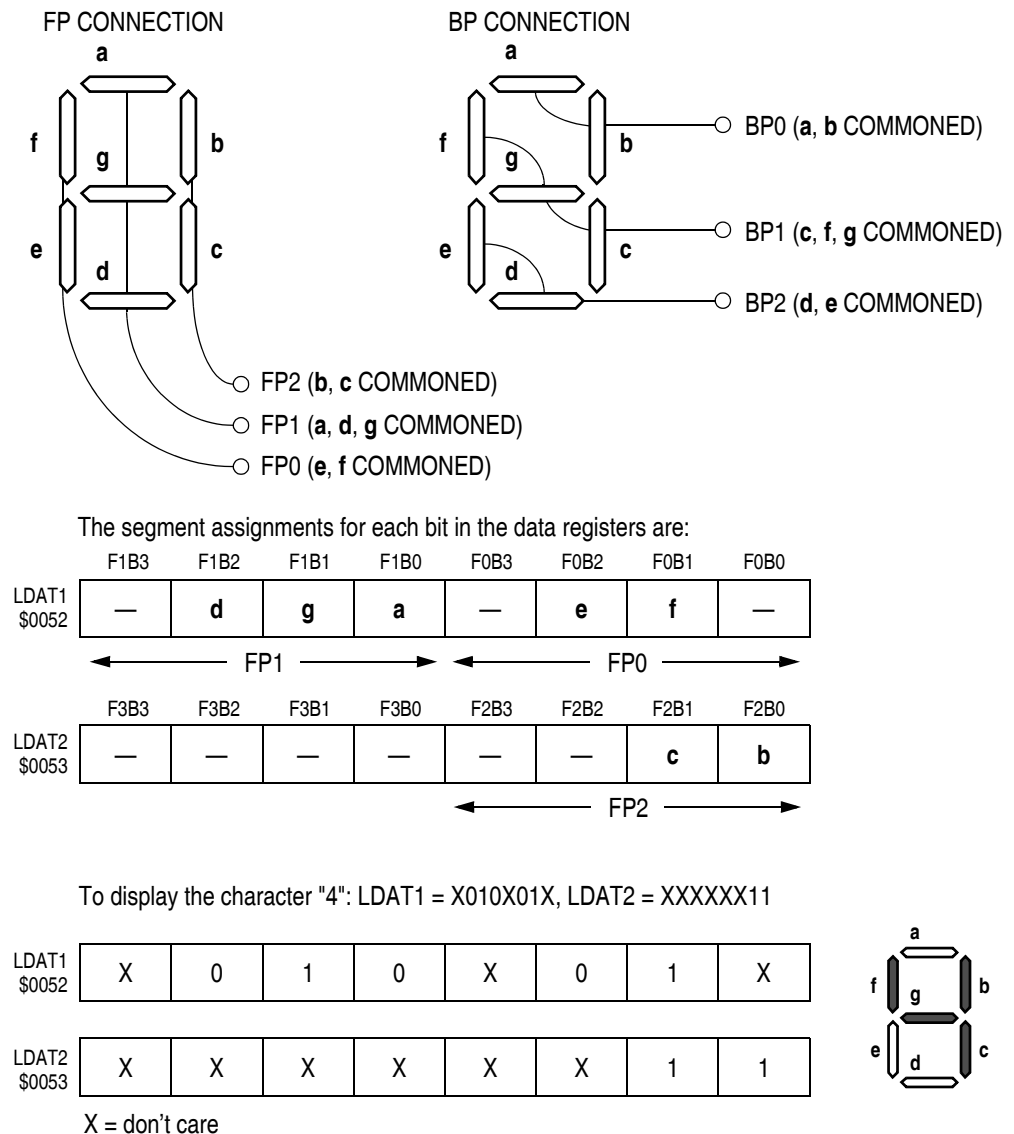 FP CONNECTION BP CONNECTION
a a
f b f b
g g
e c e c
d d
BP0 (a, b COMMONED)
BP1 (c, f, g COMMONED)
BP2 (d, e COMMONED)
FP2 (b, c COMMONED)
FP1 (a, d, g COMMONED)
FP0 (e, f COMMONED)
The segment assignments for each bit in the data registers are:
F1B3 F1B2 F1B1 F1B0 F0B3 F0B2 F0B1 F0B0
LDAT1
$0052
— d g a — e f —
FP1 FP0
F3B3 F3B2 F3B1 F3B0 F2B3 F2B2 F2B1 F2B0
LDAT2
$0053
— — — — — — c b
FP2
To display the character "4": LDAT1 = X010X01X, LDAT2 = XXXXXX11
LDAT1
$0052
X 0 1 0 X 0 1 X
LDAT2
$0053
X X X X X X 1 1
a
f g b
e d c
X = don't care